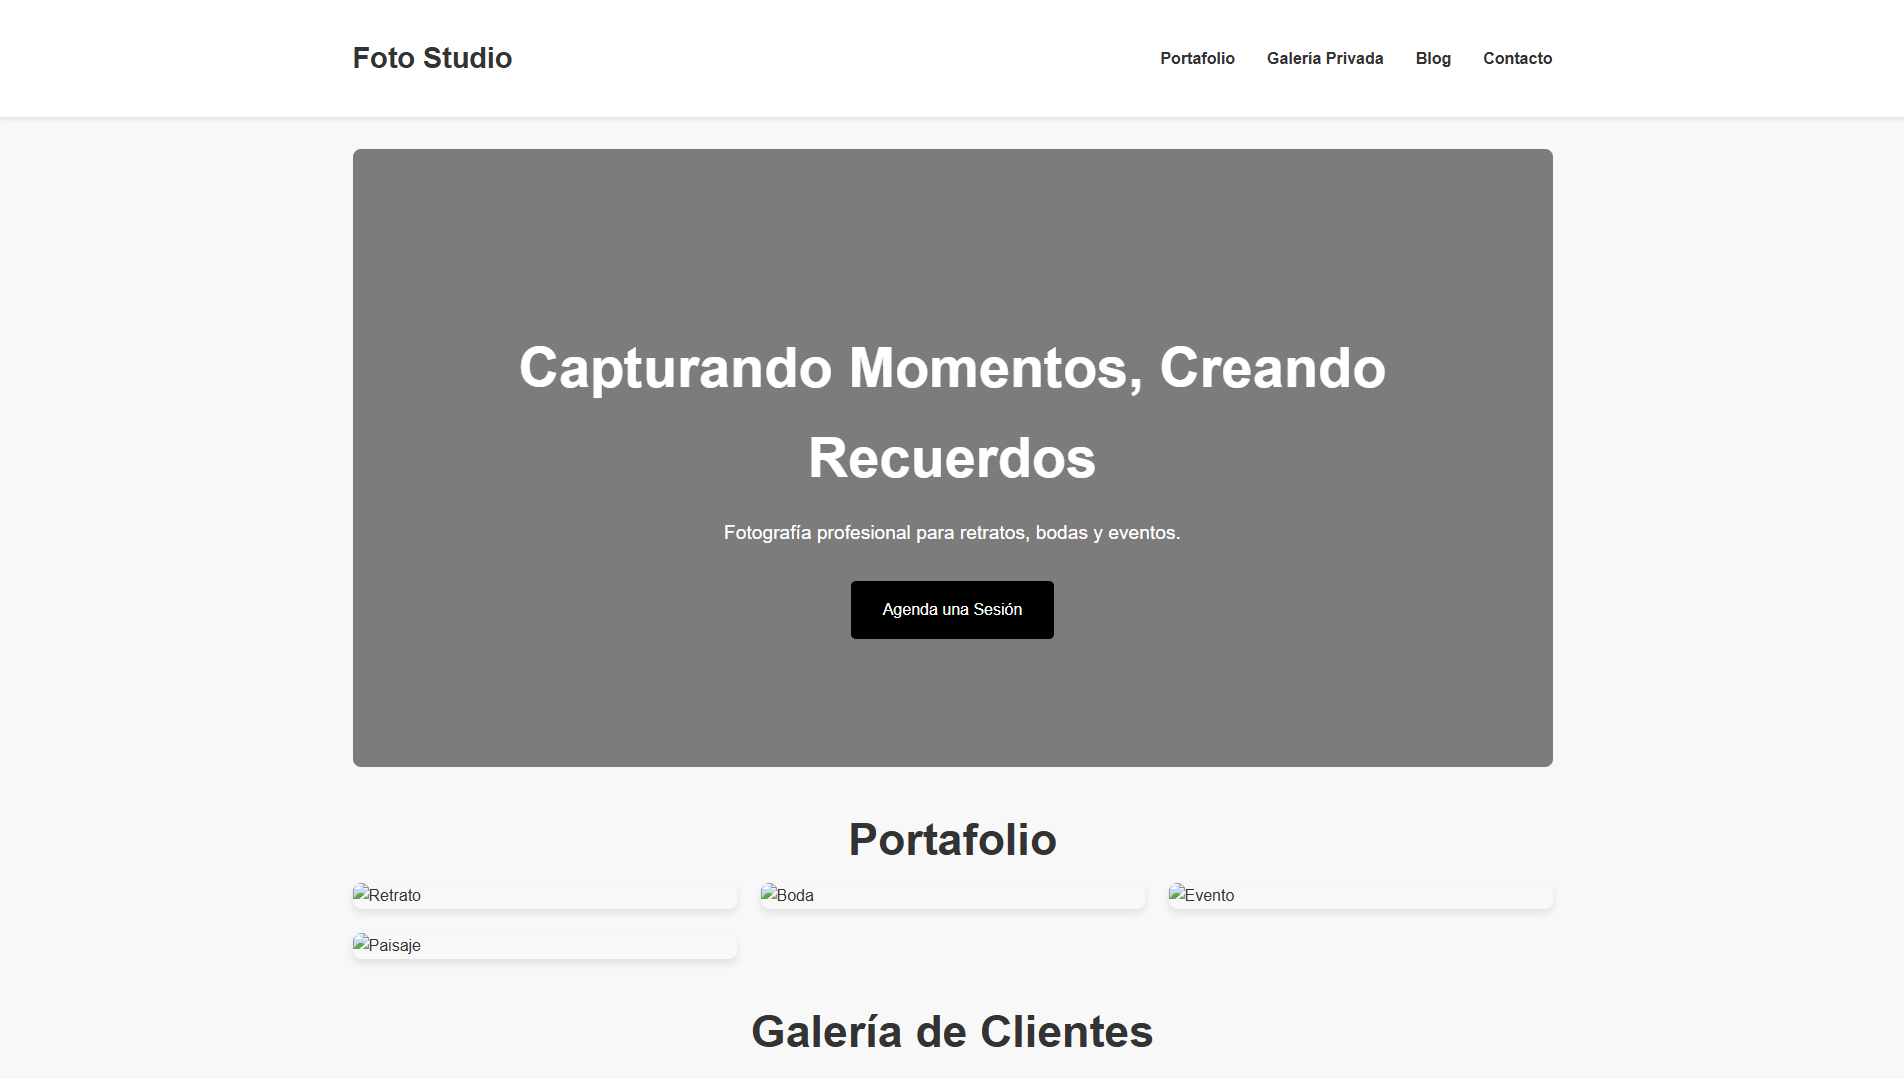 Foto Studio
Portafolio
Galería Privada
Blog
Contacto
Capturando Momentos, Creando
Recuerdos
Fotografía profesional para retratos, bodas y eventos.
Agenda una Sesión
Portafolio
Retrato
Boda
Evento
Paisaje
Galería de Clientes